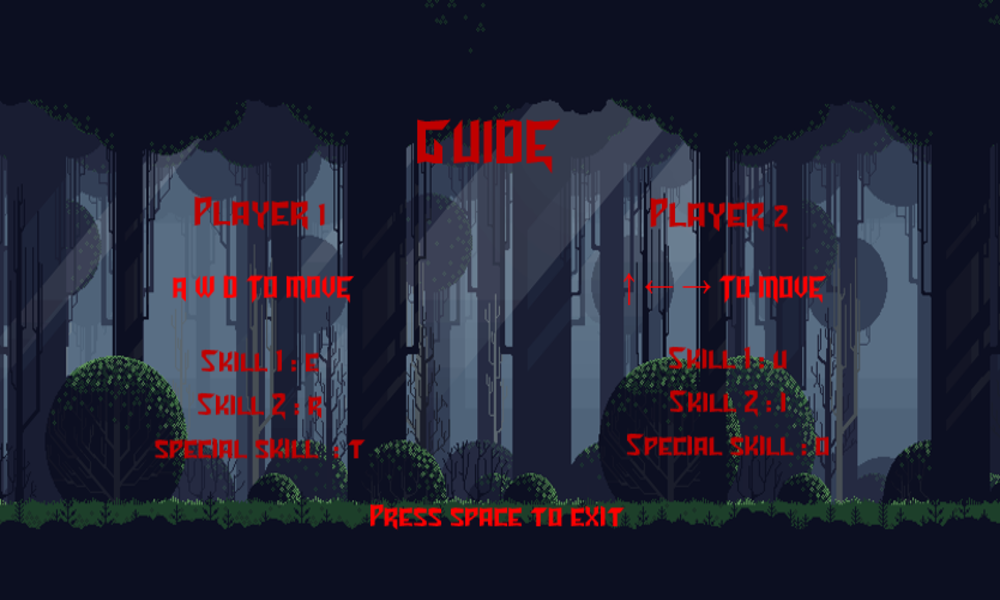 GUIDE
PLAYER 1
A W D TO MOVE
SKILL 1 : E
SKILL 2 : R
SPECIAL SKILL : T
PLAYER 2
↑ ← → TO MOVE
SKILL 1 : U
SKILL 2 : I
SPECIAL SKILL : O
PRESS SPACE TO EXIT